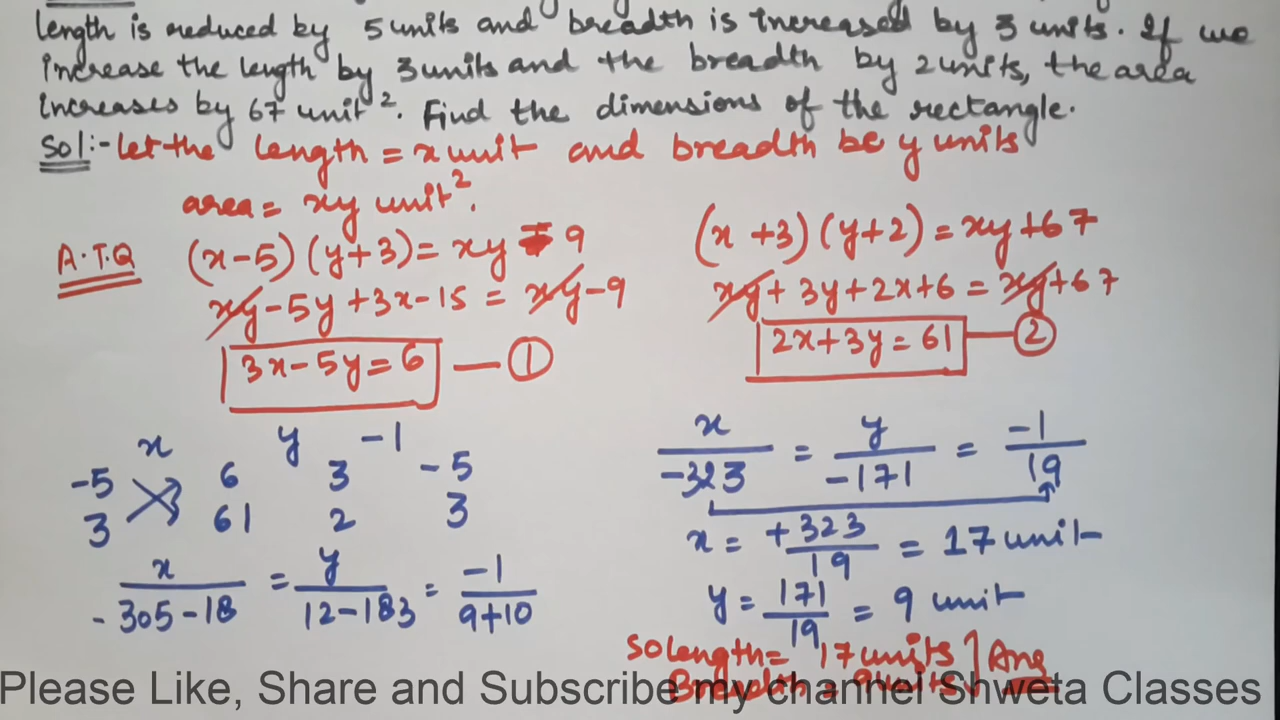 length is reduced by 5 units and breadth is increased by 3 units. If we
increase the length by 3 units and the breadth by 2 units, the area
increases by 67 unit². Find the dimensions of the rectangle.
Sol:- let the length = x unit and breadth be y units
area = xy unit².
A.T.Q (x-5)(y+3) = xy - 9
xy - 5y + 3x - 15 = xy - 9
3x - 5y = 6 — ①
(x+3)(y+2) = xy + 67
xy + 3y + 2x + 6 = xy + 67
2x + 3y = 61 — ②
x y -1
-5 6 3 -5
3 61 2 3
x/-305-18 = y/12-183 = -1/9+10
x/-323 = y/-171 = -1/19
x = +323/19 = 17 unit
y = 171/19 = 9 unit
So length = 17 units
Breadth = 9 units } Ans
Please Like, Share and Subscribe my channel Shweta Classes